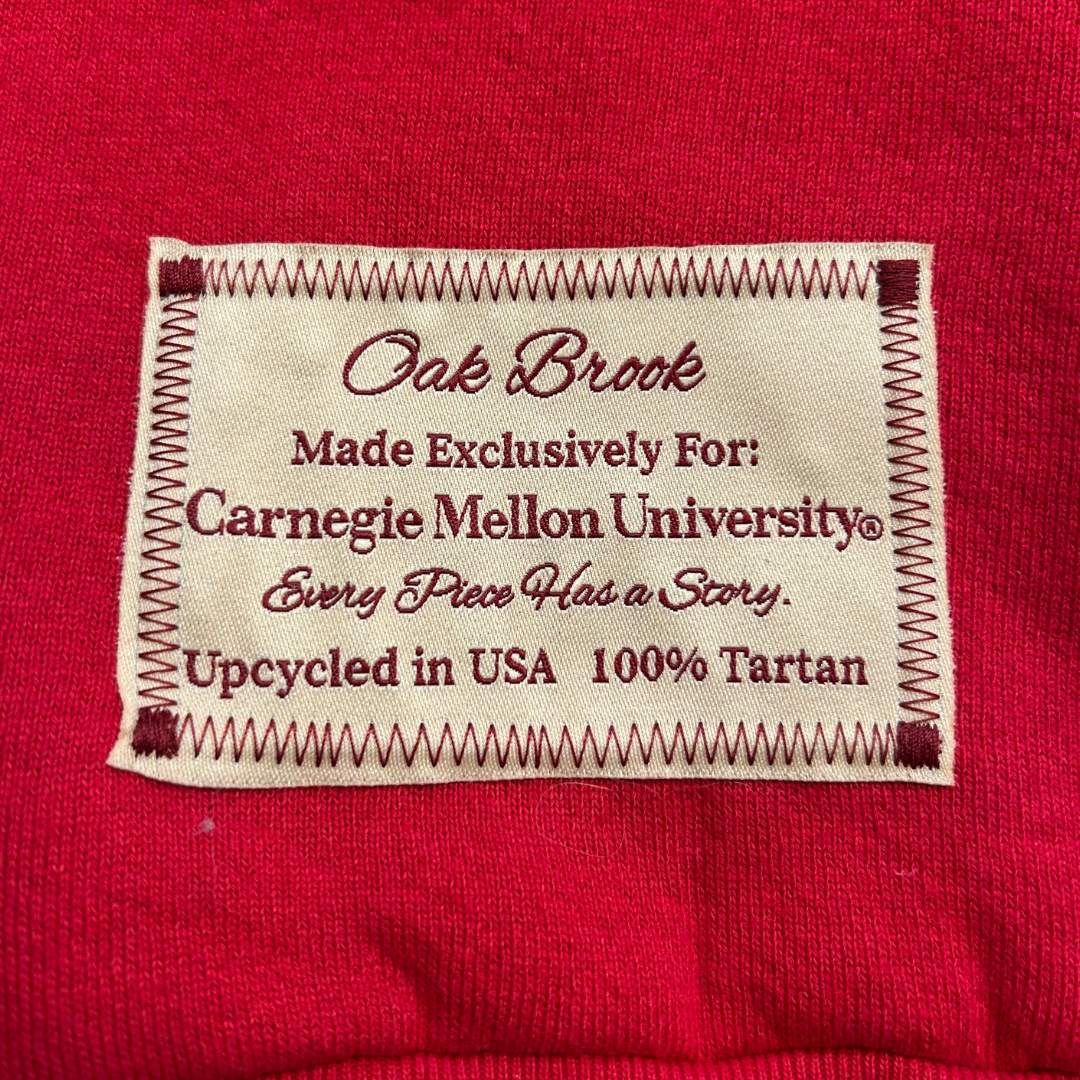 Oak Brook
Made Exclusively For:
Carnegie Mellon University®
Every Piece Has a Story.
Upcycled in USA 100% Tartan